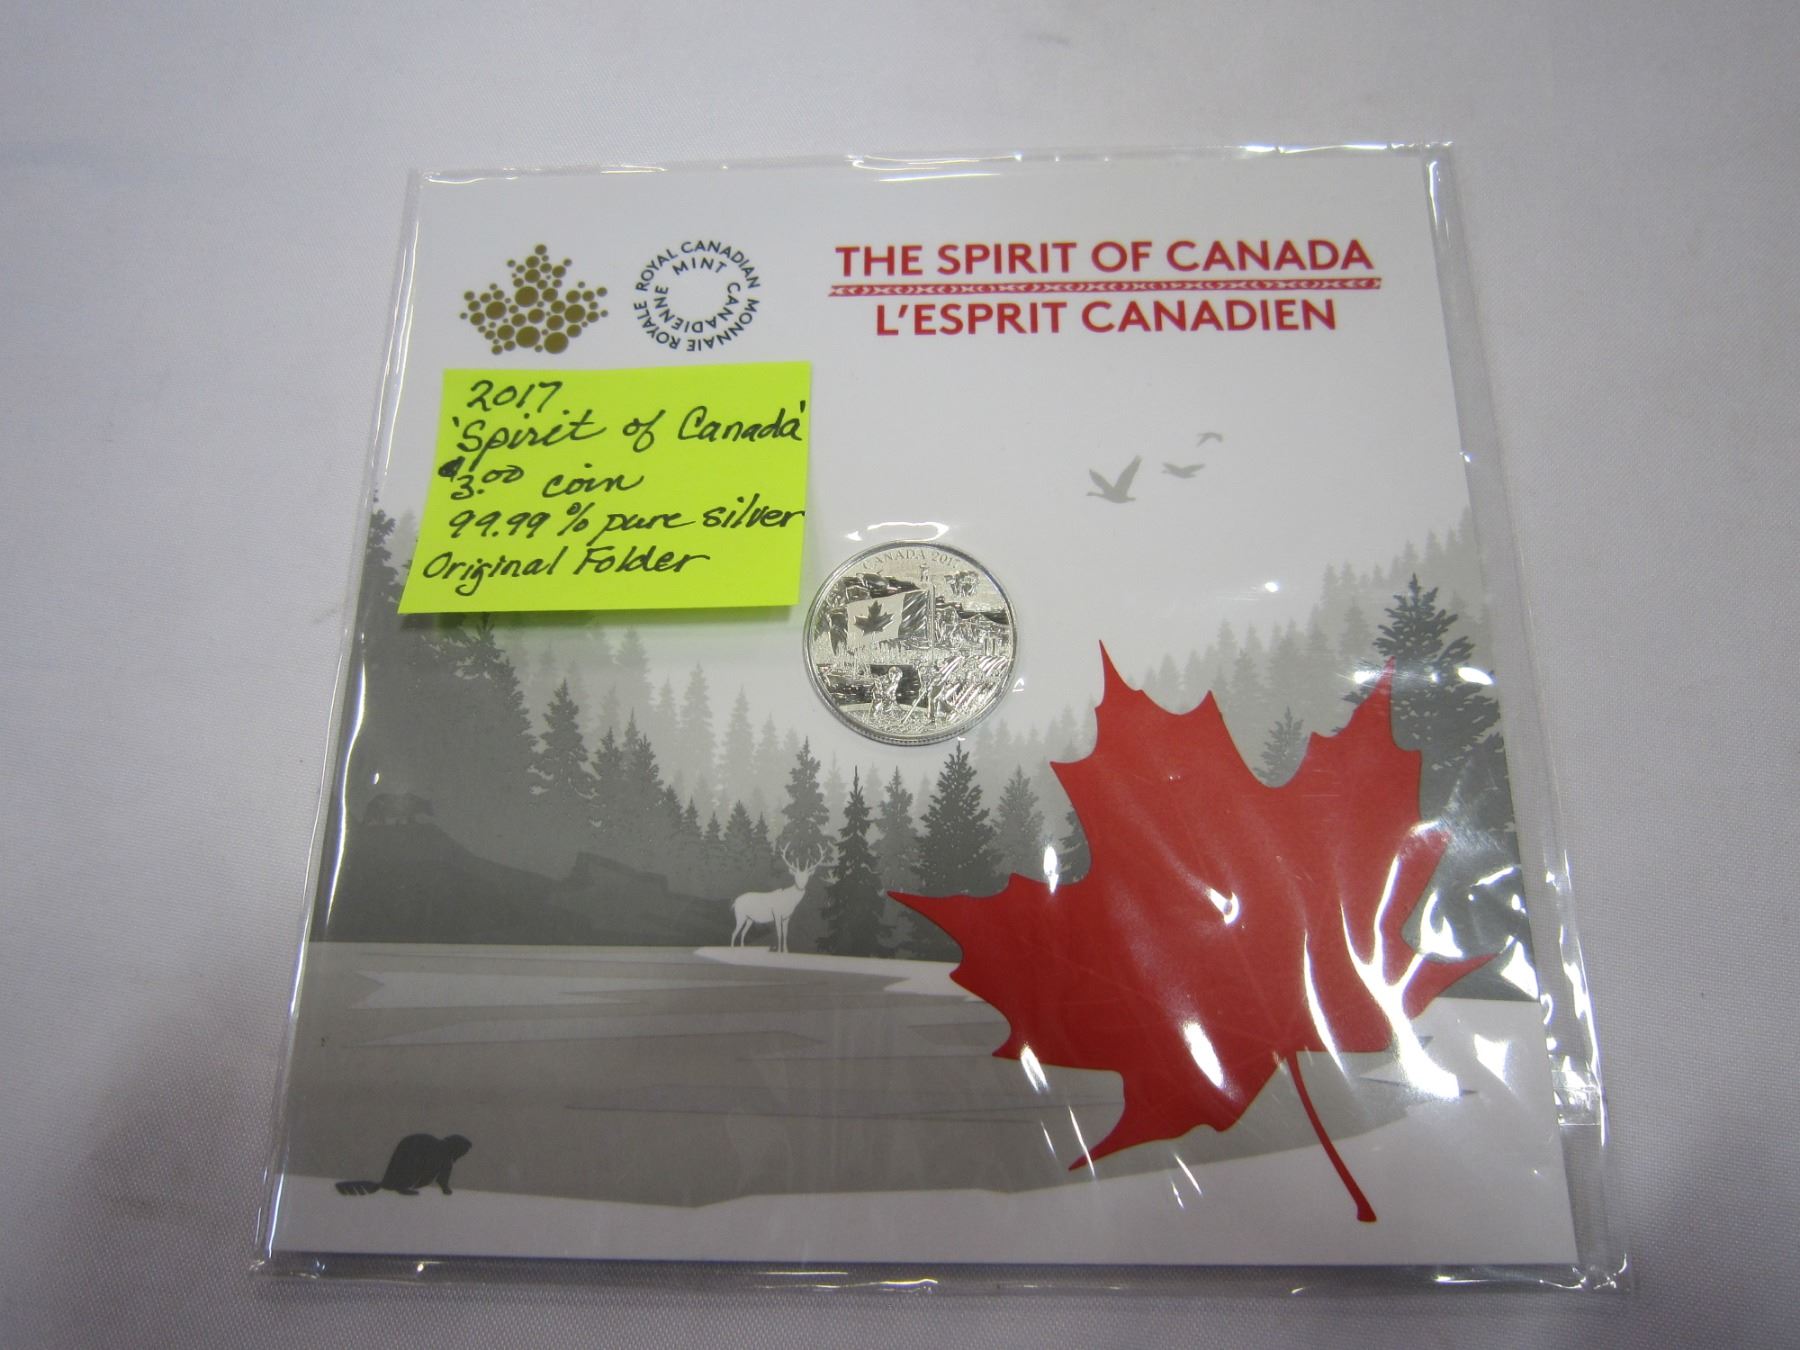 ROYAL CANADIAN MINT
MONNAIE ROYALE CANADIENNE
THE SPIRIT OF CANADA
L'ESPRIT CANADIEN
2017
'Spirit of Canada'
$3.00 coin
99.99% pure silver
Original Folder
CANADA 2017